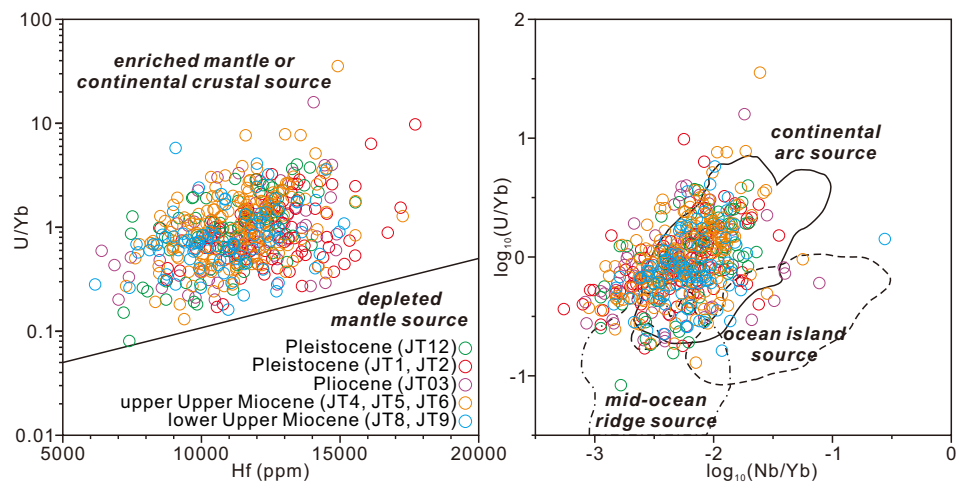 100
10
1
0.1
0.01
U/Yb
enriched mantle or
continental crustal source
depleted
mantle source
Pleistocene (JT12)
Pleistocene (JT1, JT2)
Pliocene (JT03)
upper Upper Miocene (JT4, JT5, JT6)
lower Upper Miocene (JT8, JT9)
5000
10000
15000
20000
Hf (ppm)
2
1
0
-1
log10(U/Yb)
continental
arc source
ocean island
source
mid-ocean
ridge source
-3
-2
-1
0
log10(Nb/Yb)